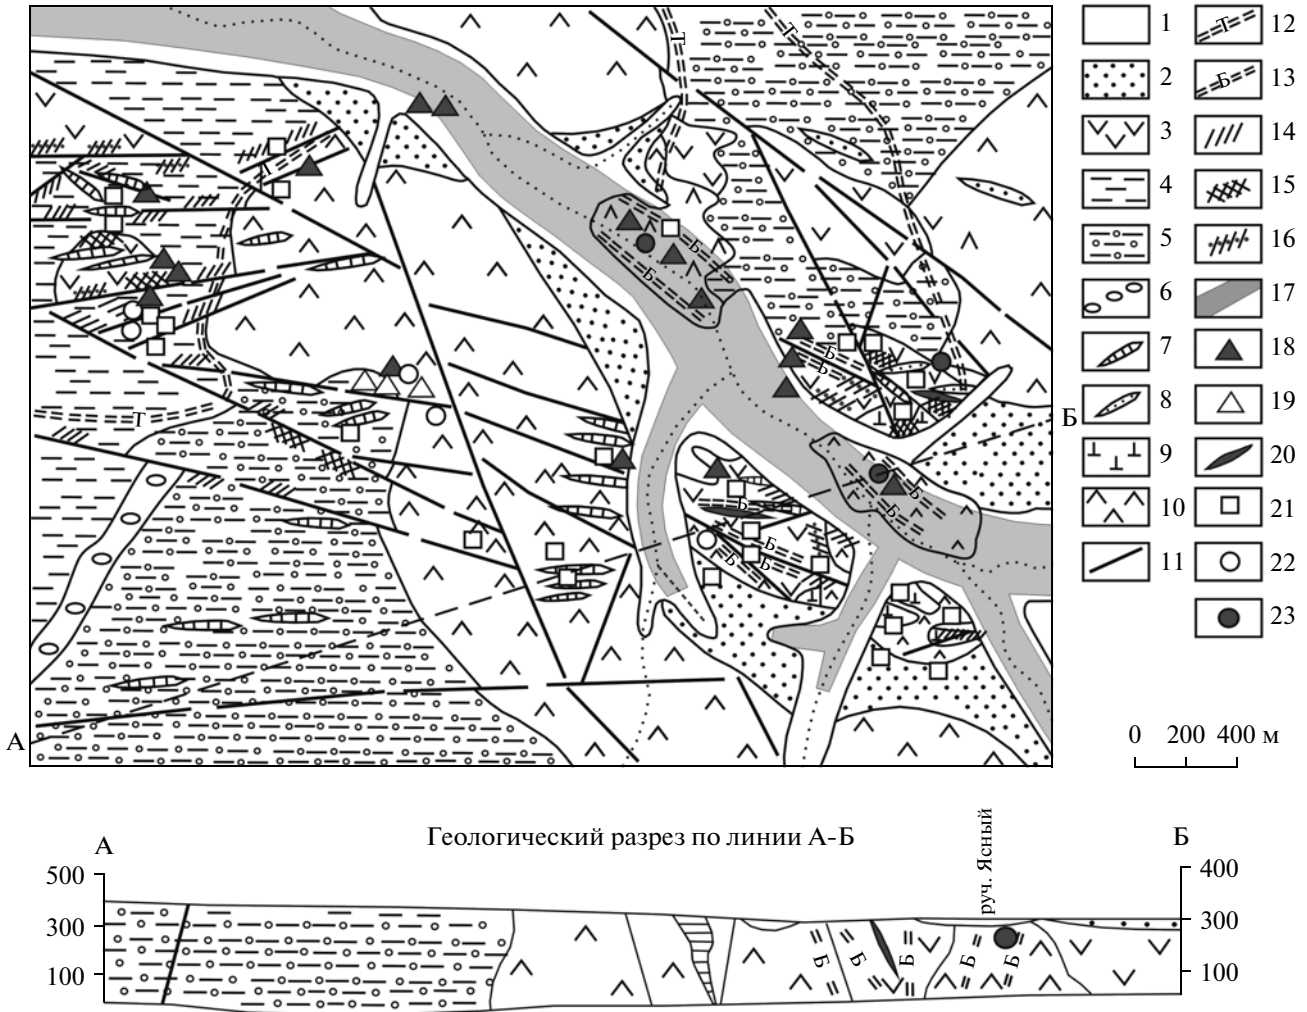 1 12
2 13
3 14
4 15
5 16
6 17
7 18
8 19
9 20
10 21
11 22
23
Т
Б
Т
Т
Т
Т
Б
Б
Б
Б
Б
Б
Б
Б
Б
А
Б
0 200 400 м
Геологический разрез по линии А-Б
А
Б
руч. Ясный
500
300
100
400
300
100
Б
Б
Б
Б
Б